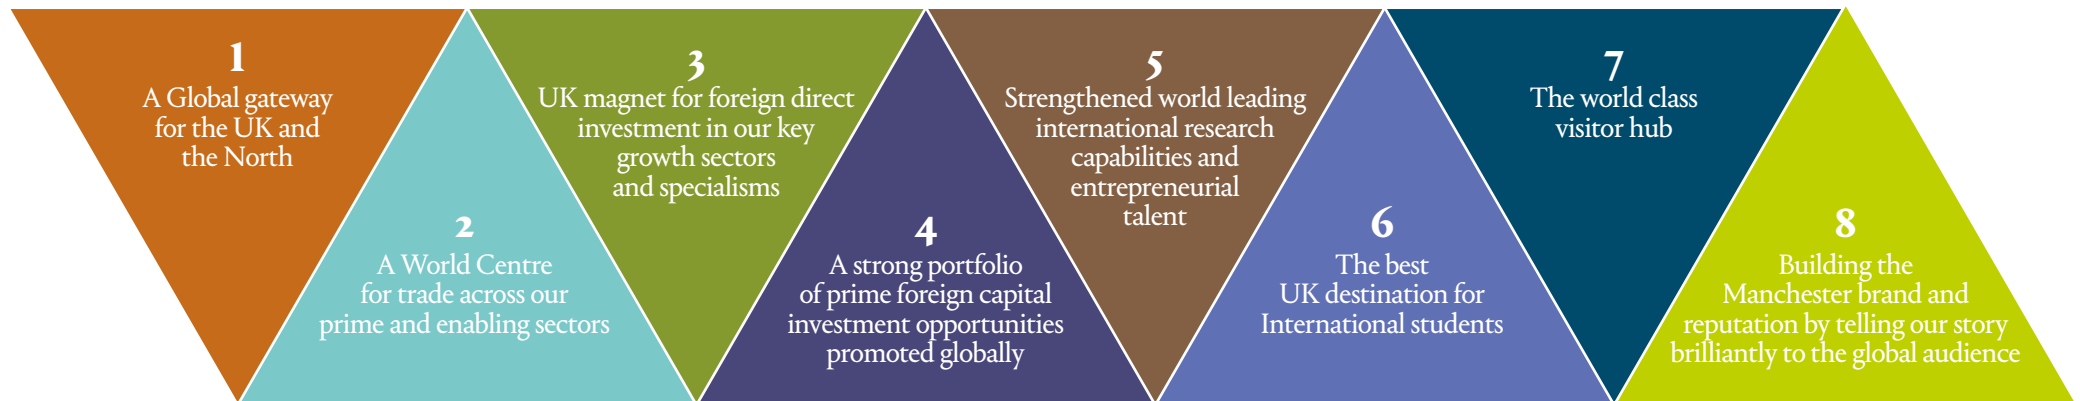 1
A Global gateway
for the UK and
the North
2
A World Centre
for trade across our
prime and enabling sectors
3
UK magnet for foreign direct
investment in our key
growth sectors
and specialisms
4
A strong portfolio
of prime foreign capital
investment opportunities
promoted globally
5
Strengthened world leading
international research
capabilities and
entrepreneurial
talent
6
The best
UK destination for
International students
7
The world class
visitor hub
8
Building the
Manchester brand and
reputation by telling our story
brilliantly to the global audience